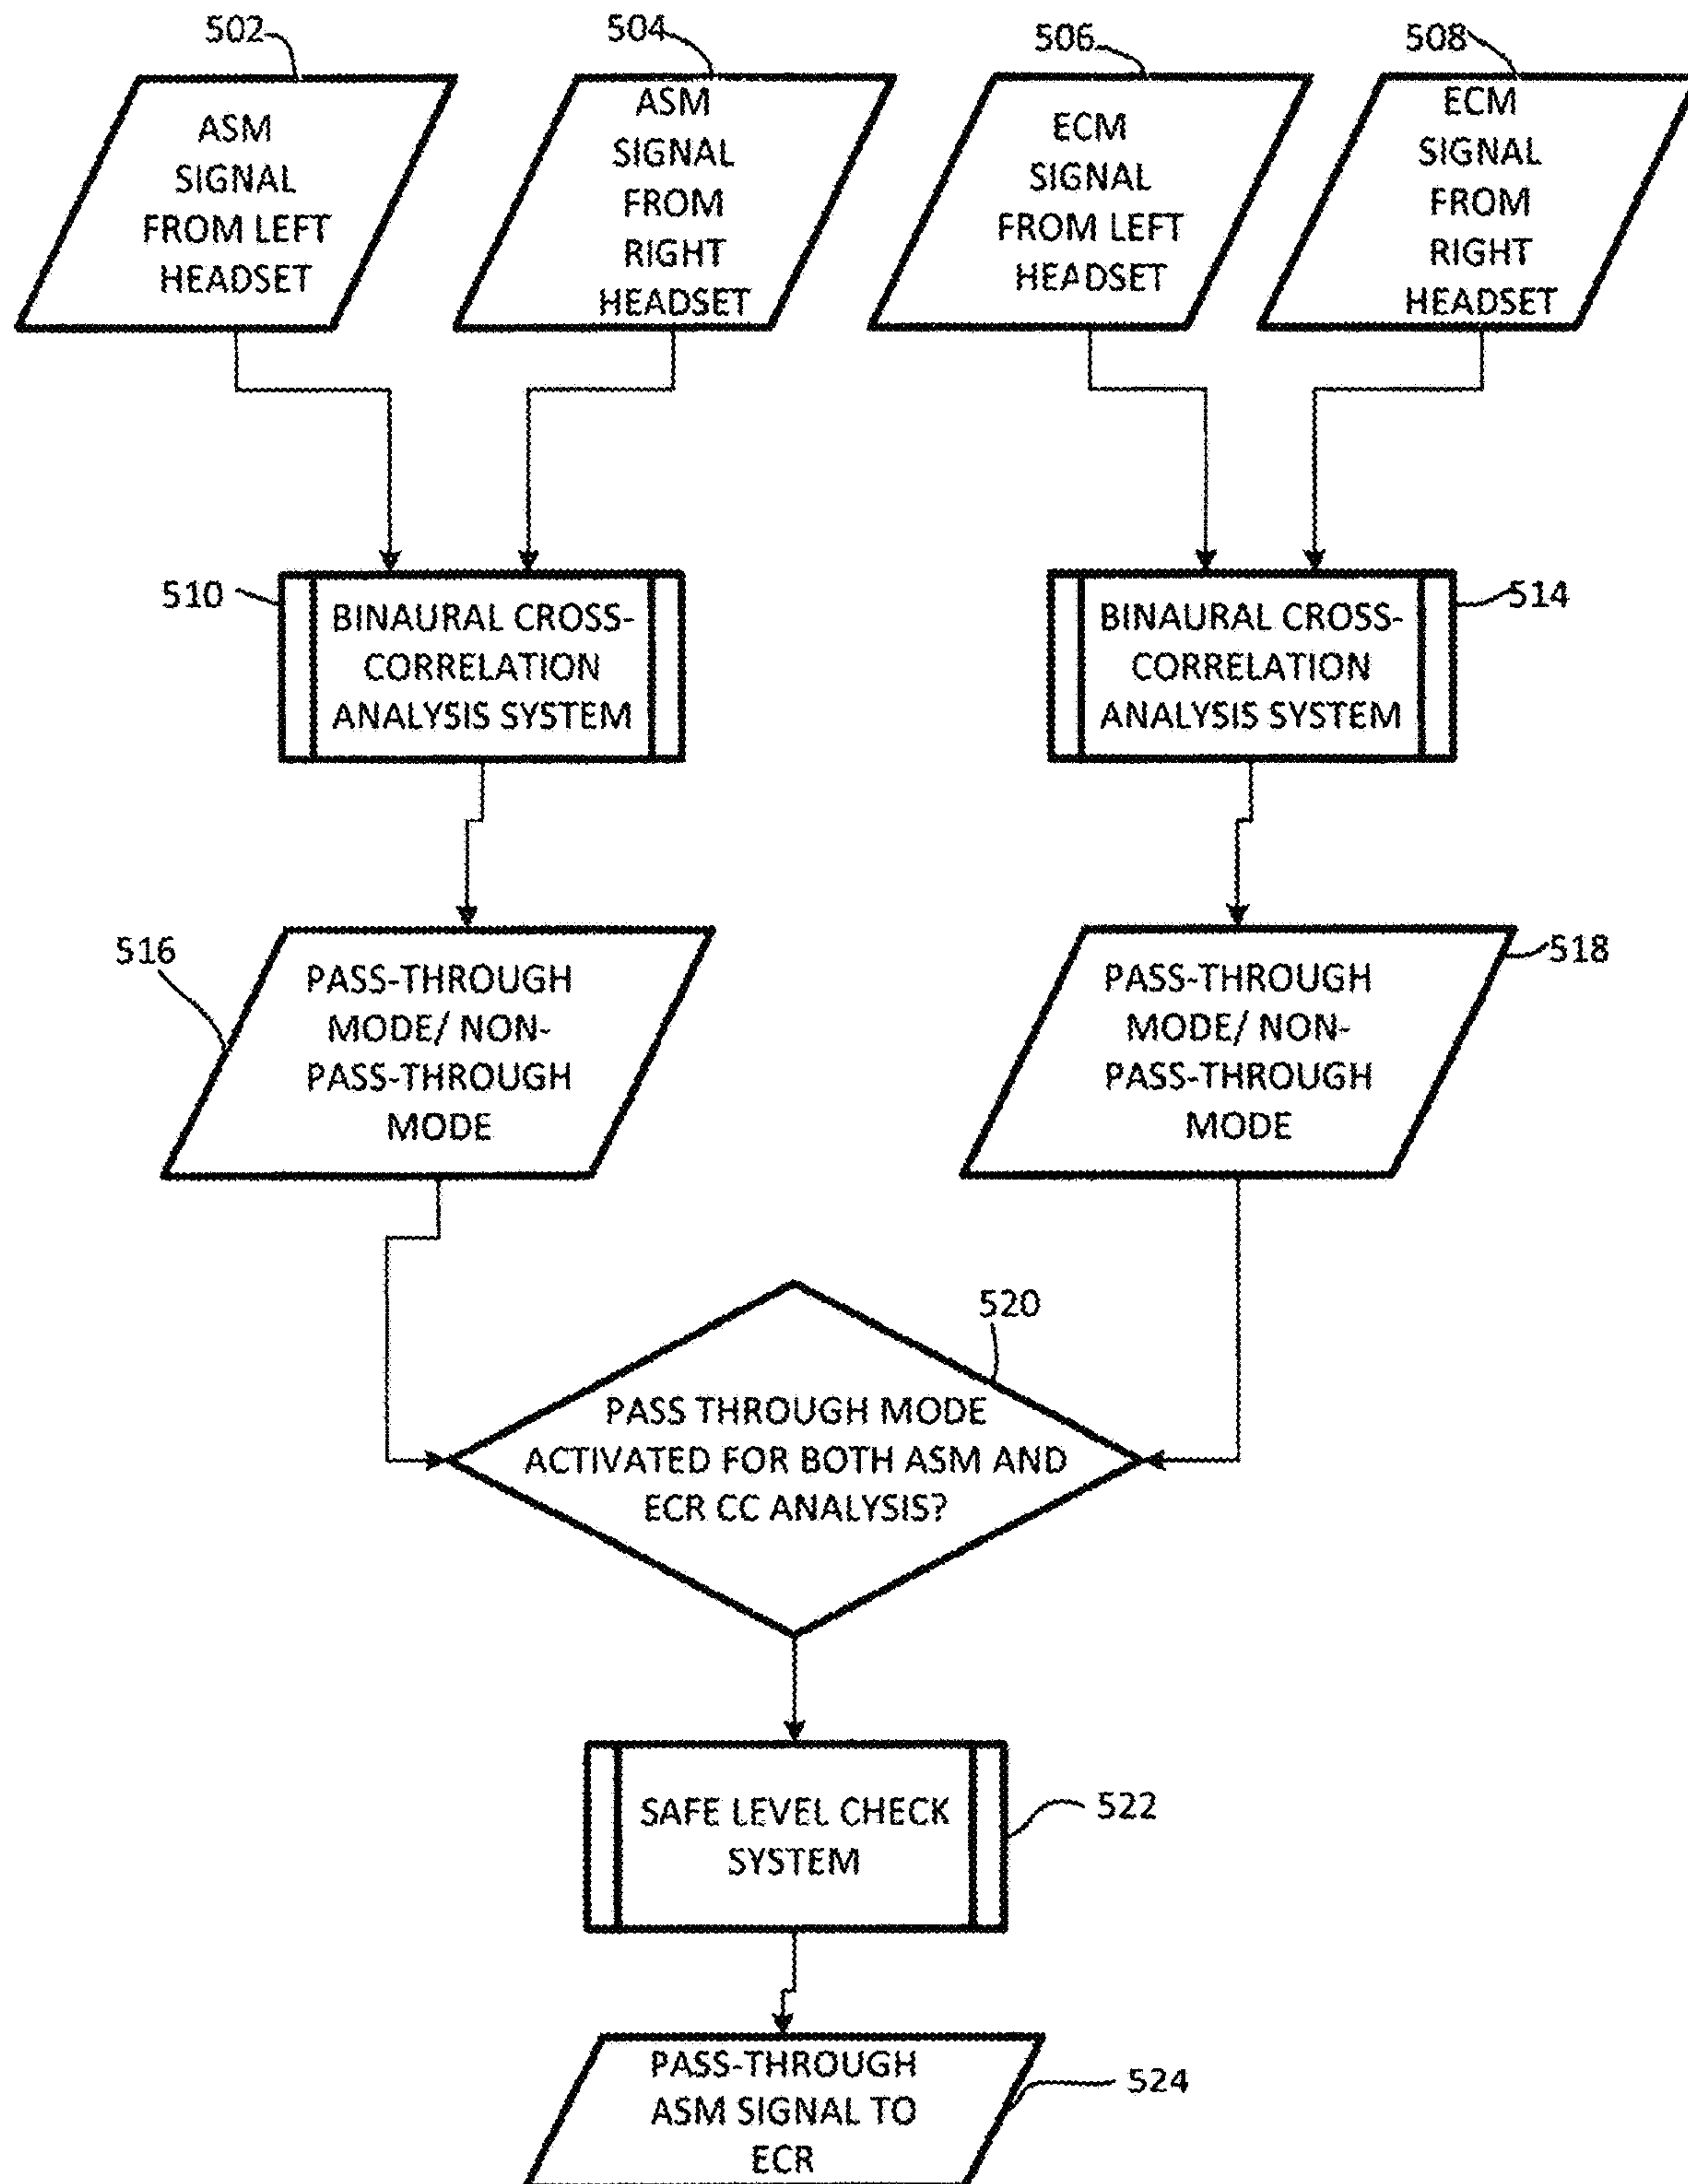 502
504
506
508
ASM
SIGNAL
FROM LEFT
HEADSET
ASM
SIGNAL
FROM
RIGHT
HEADSET
ECM
SIGNAL
FROM LEFT
HEADSET
ECM
SIGNAL
FROM
RIGHT
HEADSET
510
BINAURAL CROSS-
CORRELATION
ANALYSIS SYSTEM
514
BINAURAL CROSS-
CORRELATION
ANALYSIS SYSTEM
516
PASS-THROUGH
MODE/ NON-
PASS-THROUGH
MODE
518
PASS-THROUGH
MODE/ NON-
PASS-THROUGH
MODE
520
PASS THROUGH MODE
ACTIVATED FOR BOTH ASM AND
ECR CC ANALYSIS?
SAFE LEVEL CHECK
SYSTEM
522
PASS-THROUGH
ASM SIGNAL TO
ECR
524